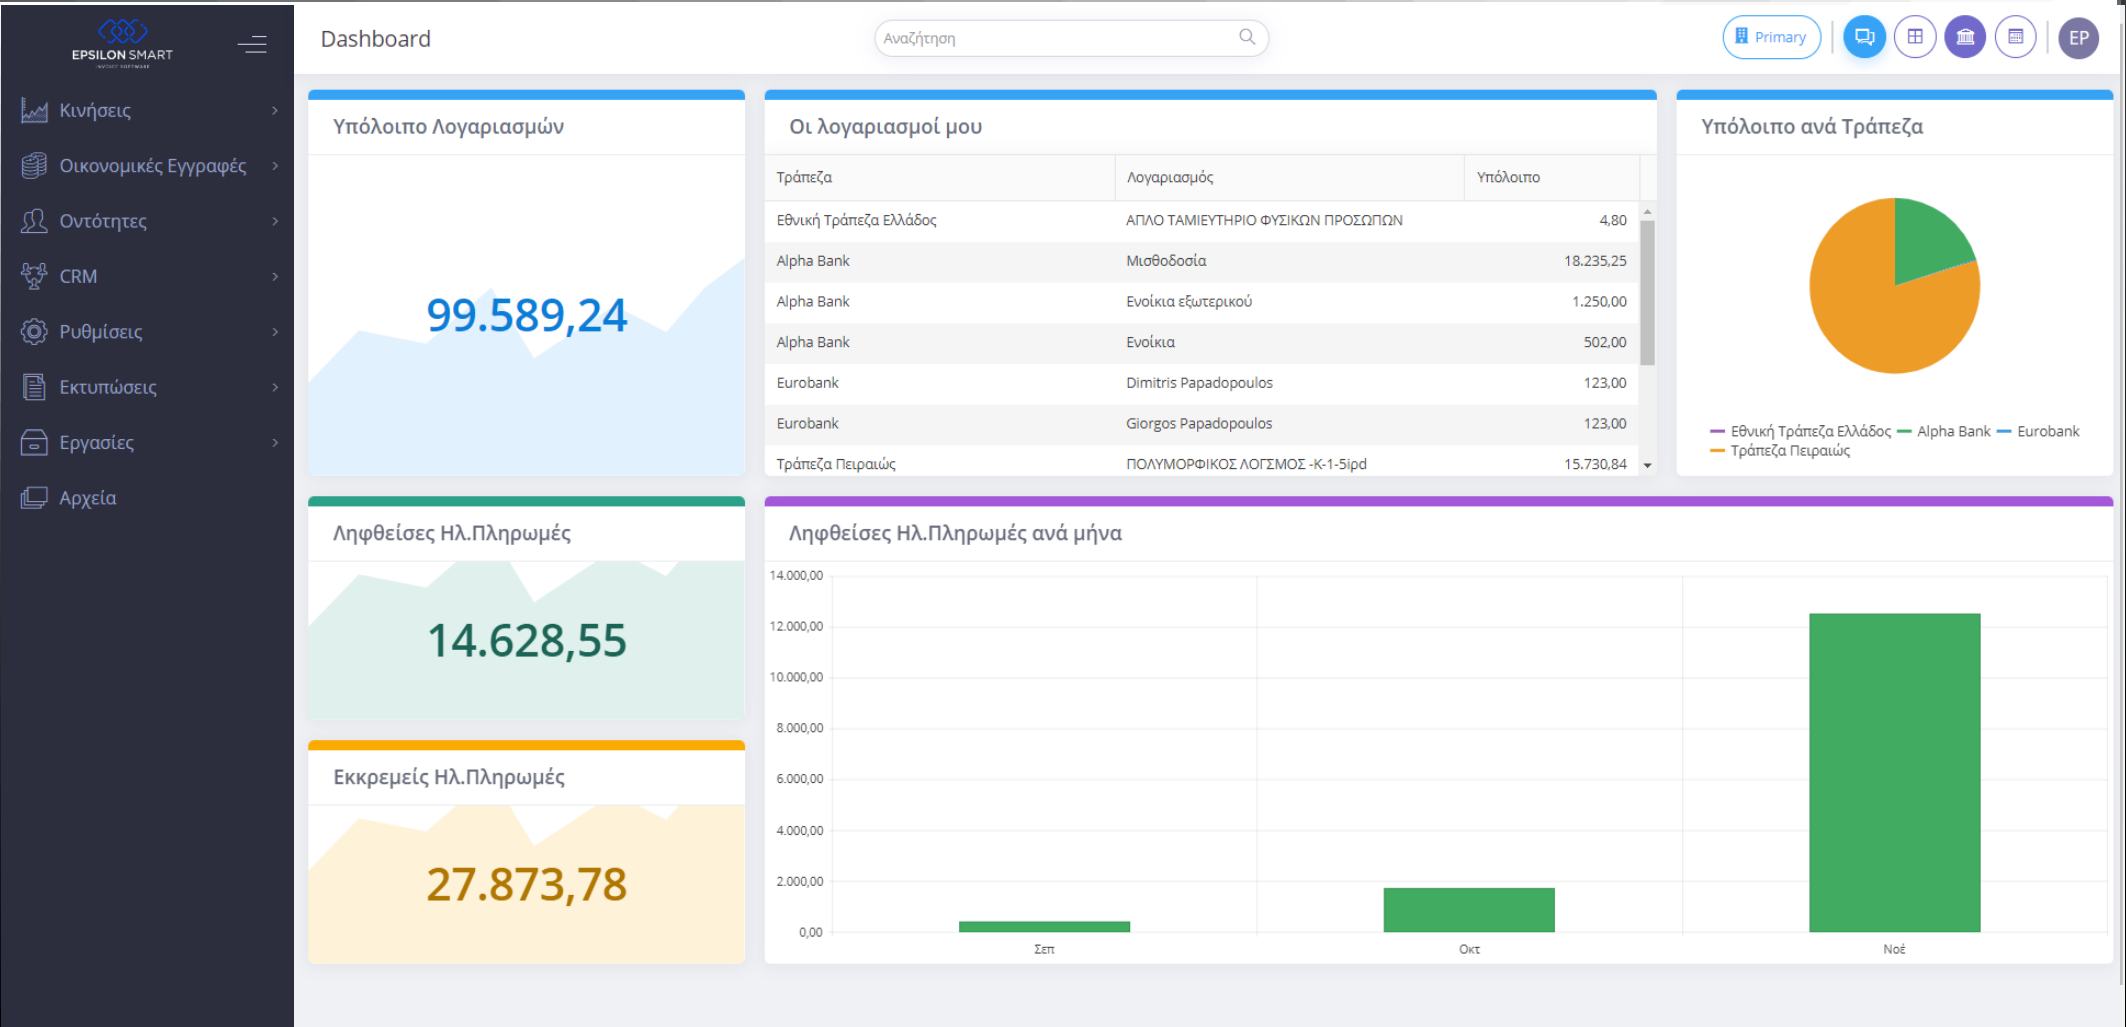 EPSILON SMART
INVOICE SOFTWARE
Dashboard
Αναζήτηση
Primary
EP
Κινήσεις
Οικονομικές Εγγραφές
Οντότητες
CRM
Ρυθμίσεις
Εκτυπώσεις
Εργασίες
Αρχεία
Υπόλοιπο Λογαριασμών
99.589,24
Οι λογαριασμοί μου
Τράπεζα Λογαριασμός Υπόλοιπο
Εθνική Τράπεζα Ελλάδος ΑΠΛΟ ΤΑΜΙΕΥΤΗΡΙΟ ΦΥΣΙΚΩΝ ΠΡΟΣΩΠΩΝ 4,80
Alpha Bank Μισθοδοσία 18.235,25
Alpha Bank Ενοίκια εξωτερικού 1.250,00
Alpha Bank Ενοίκια 502,00
Eurobank Dimitris Papadopoulos 123,00
Eurobank Giorgos Papadopoulos 123,00
Τράπεζα Πειραιώς ΠΟΛΥΜΟΡΦΙΚΟΣ ΛΟΓΣΜΟΣ -Κ-1-5ipd 15.730,84
Υπόλοιπο ανά Τράπεζα
Εθνική Τράπεζα Ελλάδος Alpha Bank Eurobank
Τράπεζα Πειραιώς
Ληφθείσες Ηλ.Πληρωμές
14.628,55
Εκκρεμείς Ηλ.Πληρωμές
27.873,78
Ληφθείσες Ηλ.Πληρωμές ανά μήνα
14.000,00
12.000,00
10.000,00
8.000,00
6.000,00
4.000,00
2.000,00
0,00
Σεπ Οκτ Νοέ